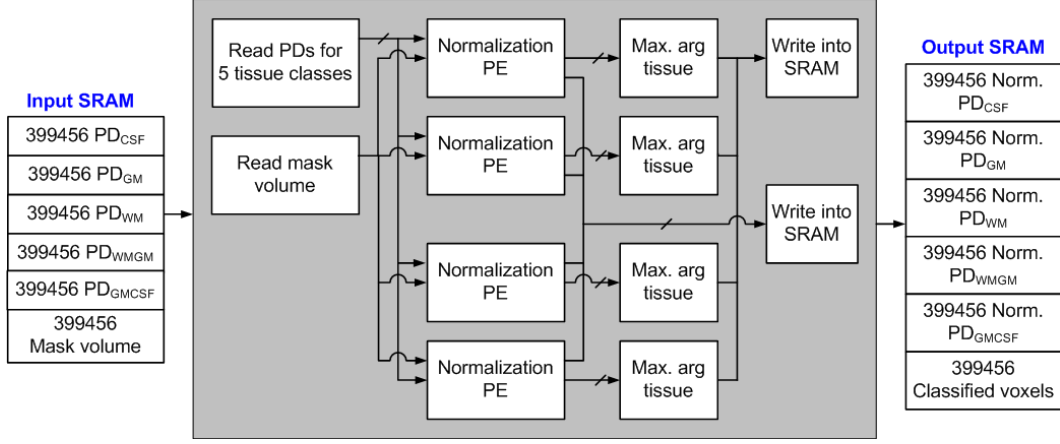 Input SRAM
399456 PD_CSF
399456 PD_GM
399456 PD_WM
399456 PD_WMGM
399456 PD_GMCSF
399456
Mask volume
Read PDs for
5 tissue classes
Read mask
volume
Normalization
PE
Normalization
PE
Normalization
PE
Normalization
PE
Max. arg
tissue
Max. arg
tissue
Max. arg
tissue
Max. arg
tissue
Write into
SRAM
Write into
SRAM
Output SRAM
399456 Norm.
PD_CSF
399456 Norm.
PD_GM
399456 Norm.
PD_WM
399456 Norm.
PD_WMGM
399456 Norm.
PD_GMCSF
399456
Classified voxels